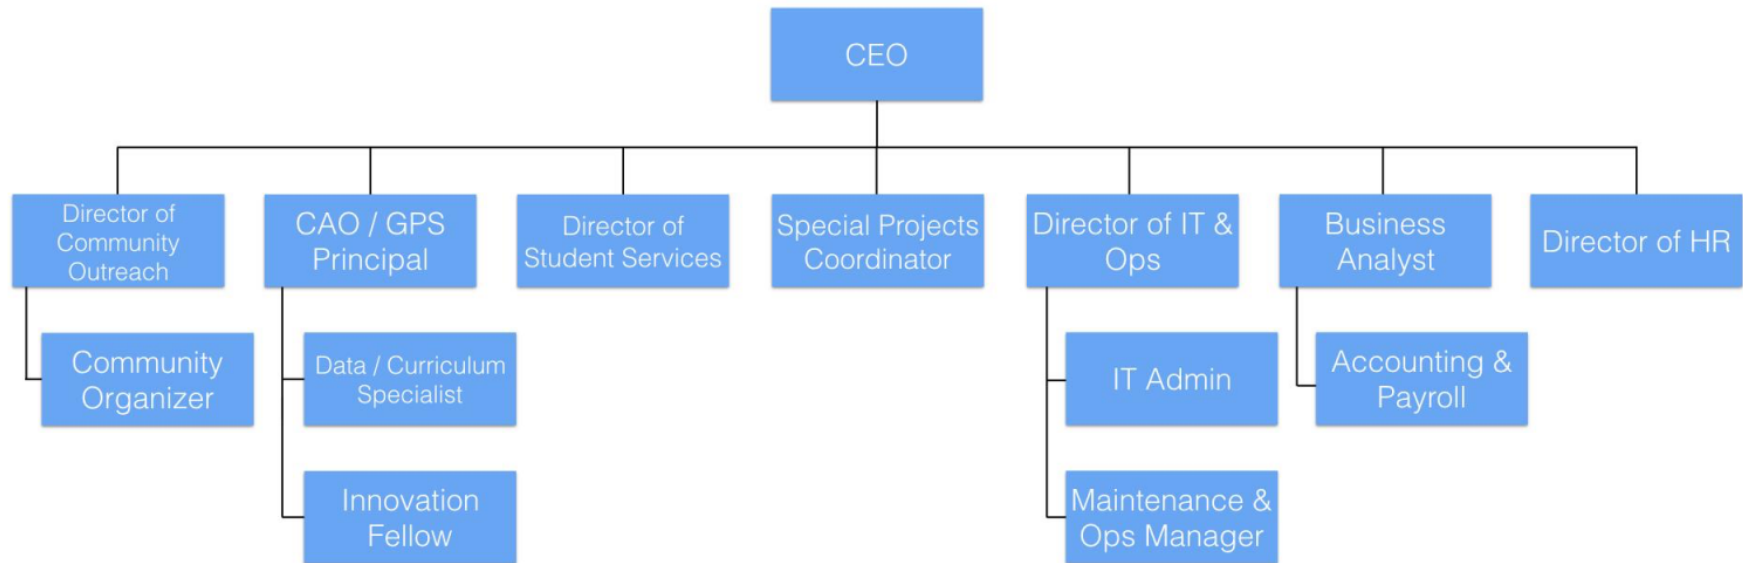 CEO
Director of
Community
Outreach
CAO / GPS
Principal
Director of
Student Services
Special Projects
Coordinator
Director of IT &
Ops
Business
Analyst
Director of HR
Community
Organizer
Data / Curriculum
Specialist
IT Admin
Accounting &
Payroll
Innovation
Fellow
Maintenance &
Ops Manager